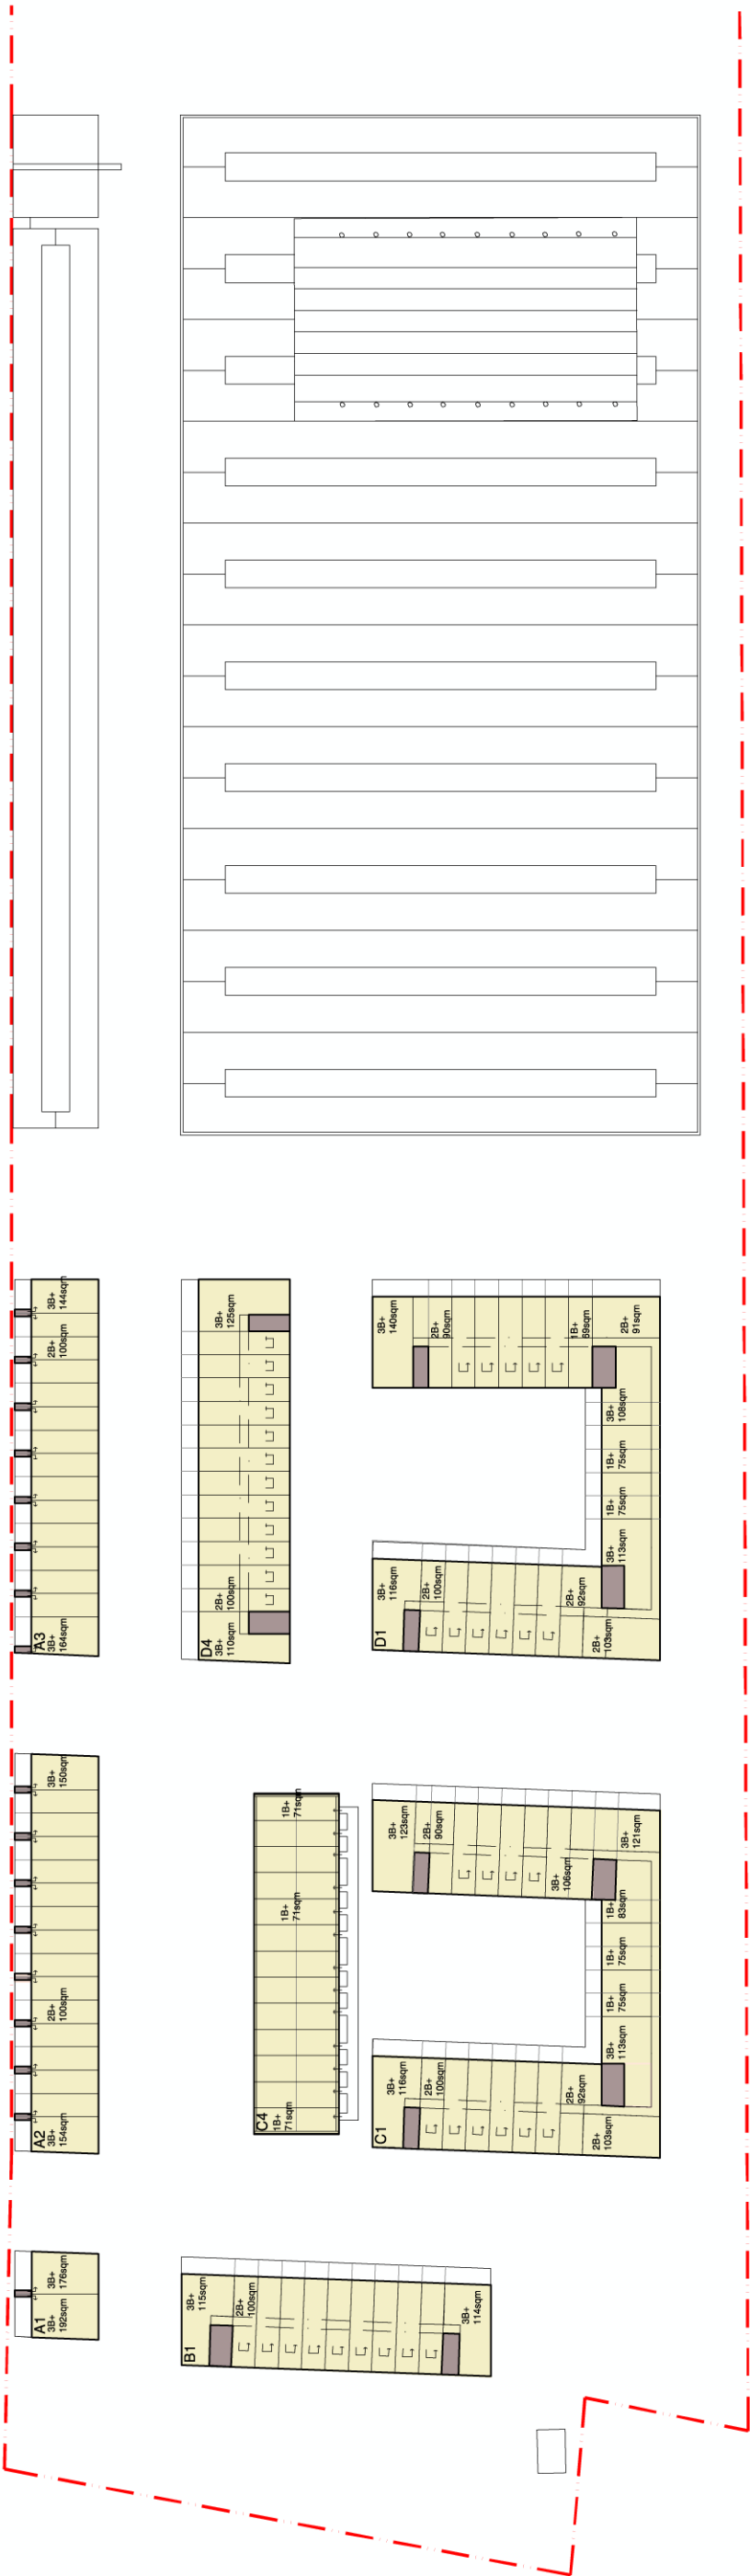 3B+
144sqm
2B+
100sqm
A3
3B+
164sqm
3B+
125sqm
2B+
100sqm
D4
3B+
110sqm
3B+
140sqm
2B+
90sqm
1B+
69sqm
2B+
91sqm
3B+
108sqm
1B+
75sqm
1B+
75sqm
3B+
113sqm
3B+
116sqm
2B+
100sqm
2B+
92sqm
2B+
103sqm
D1
3B+
150sqm
2B+
100sqm
A2
3B+
154sqm
1B+
71sqm
1B+
71sqm
C4
1B+
71sqm
3B+
123sqm
2B+
90sqm
3B+
106sqm
3B+
121sqm
1B+
83sqm
1B+
75sqm
1B+
75sqm
3B+
113sqm
3B+
116sqm
2B+
100sqm
2B+
92sqm
2B+
103sqm
C1
3B+
176sqm
A1
3B+
192sqm
3B+
115sqm
2B+
100sqm
3B+
114sqm
B1